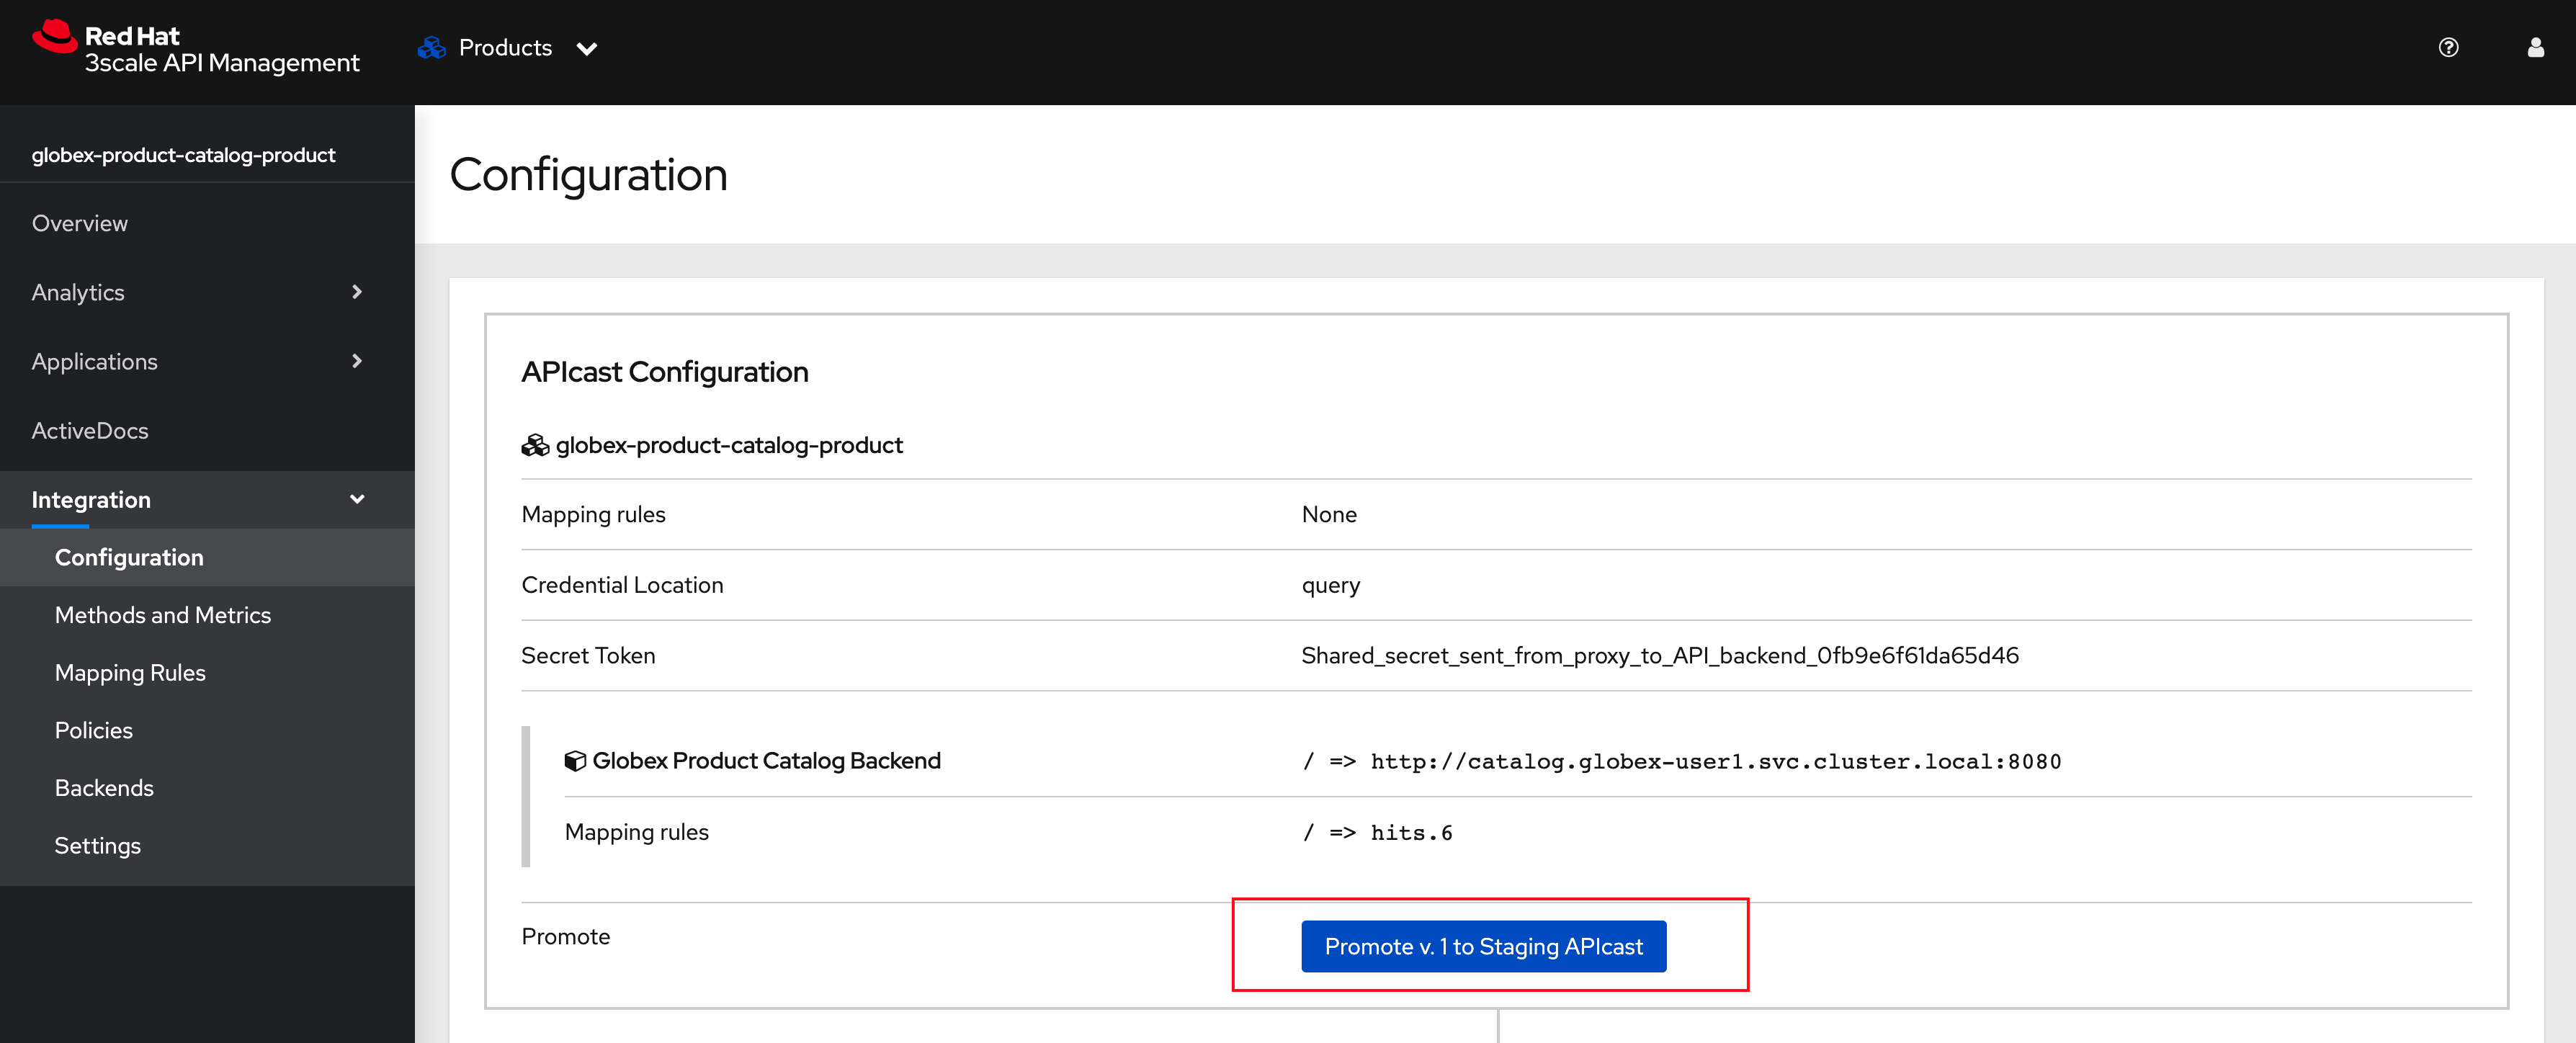 Red Hat
3scale API Management
Products
globex-product-catalog-product
Overview
Analytics
Applications
ActiveDocs
Integration
Configuration
Methods and Metrics
Mapping Rules
Policies
Backends
Settings
Configuration
APIcast Configuration
globex-product-catalog-product
Mapping rules None
Credential Location query
Secret Token Shared_secret_sent_from_proxy_to_API_backend_0fb9e6f61da65d46
Globex Product Catalog Backend / => http://catalog.globex-user1.svc.cluster.local:8080
Mapping rules / => hits.6
Promote Promote v. 1 to Staging APIcast